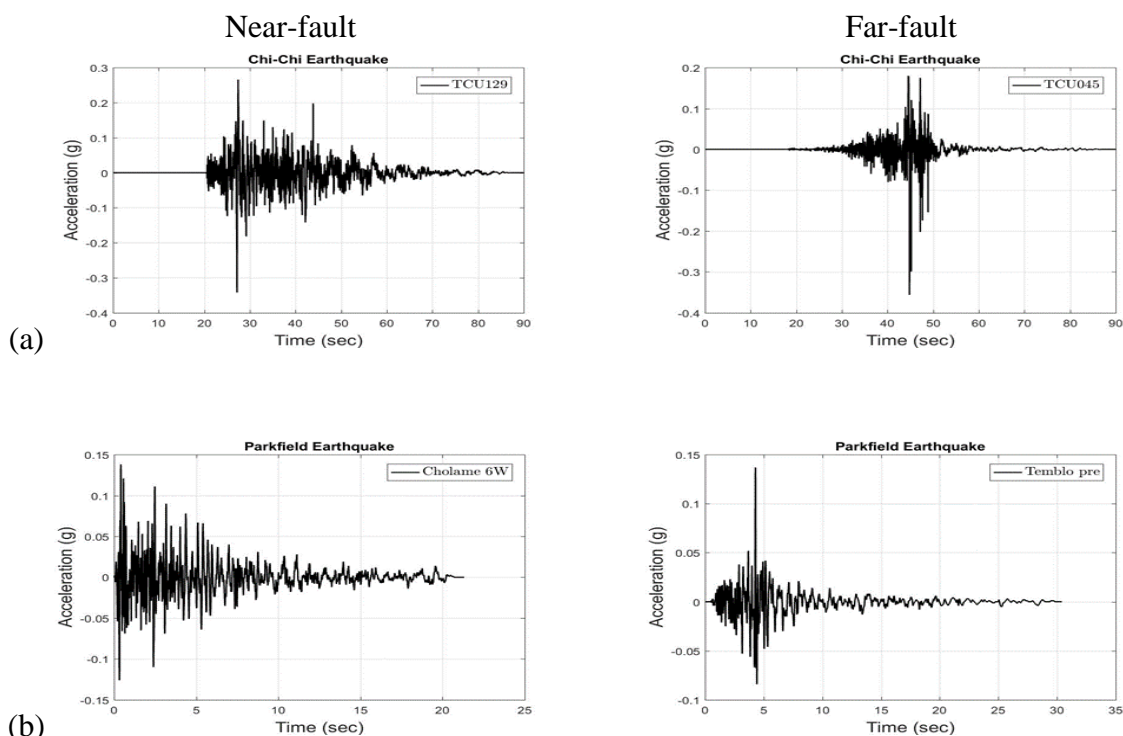 Near-fault
Far-fault
Chi-Chi Earthquake
TCU129
Acceleration (g)
0.3
0.2
0.1
0
-0.1
-0.2
-0.3
-0.4
0 10 20 30 40 50 60 70 80 90
Time (sec)
Chi-Chi Earthquake
TCU045
Acceleration (g)
0.2
0.1
0
-0.1
-0.2
-0.3
-0.4
0 10 20 30 40 50 60 70 80 90
Time (sec)
(a)
Parkfield Earthquake
Cholame 6W
Acceleration (g)
0.15
0.1
0.05
0
-0.05
-0.1
-0.15
0 5 10 15 20 25
Time (sec)
Parkfield Earthquake
Temblo pre
Acceleration (g)
0.15
0.1
0.05
0
-0.05
-0.1
0 5 10 15 20 25 30 35
Time (sec)
(b)